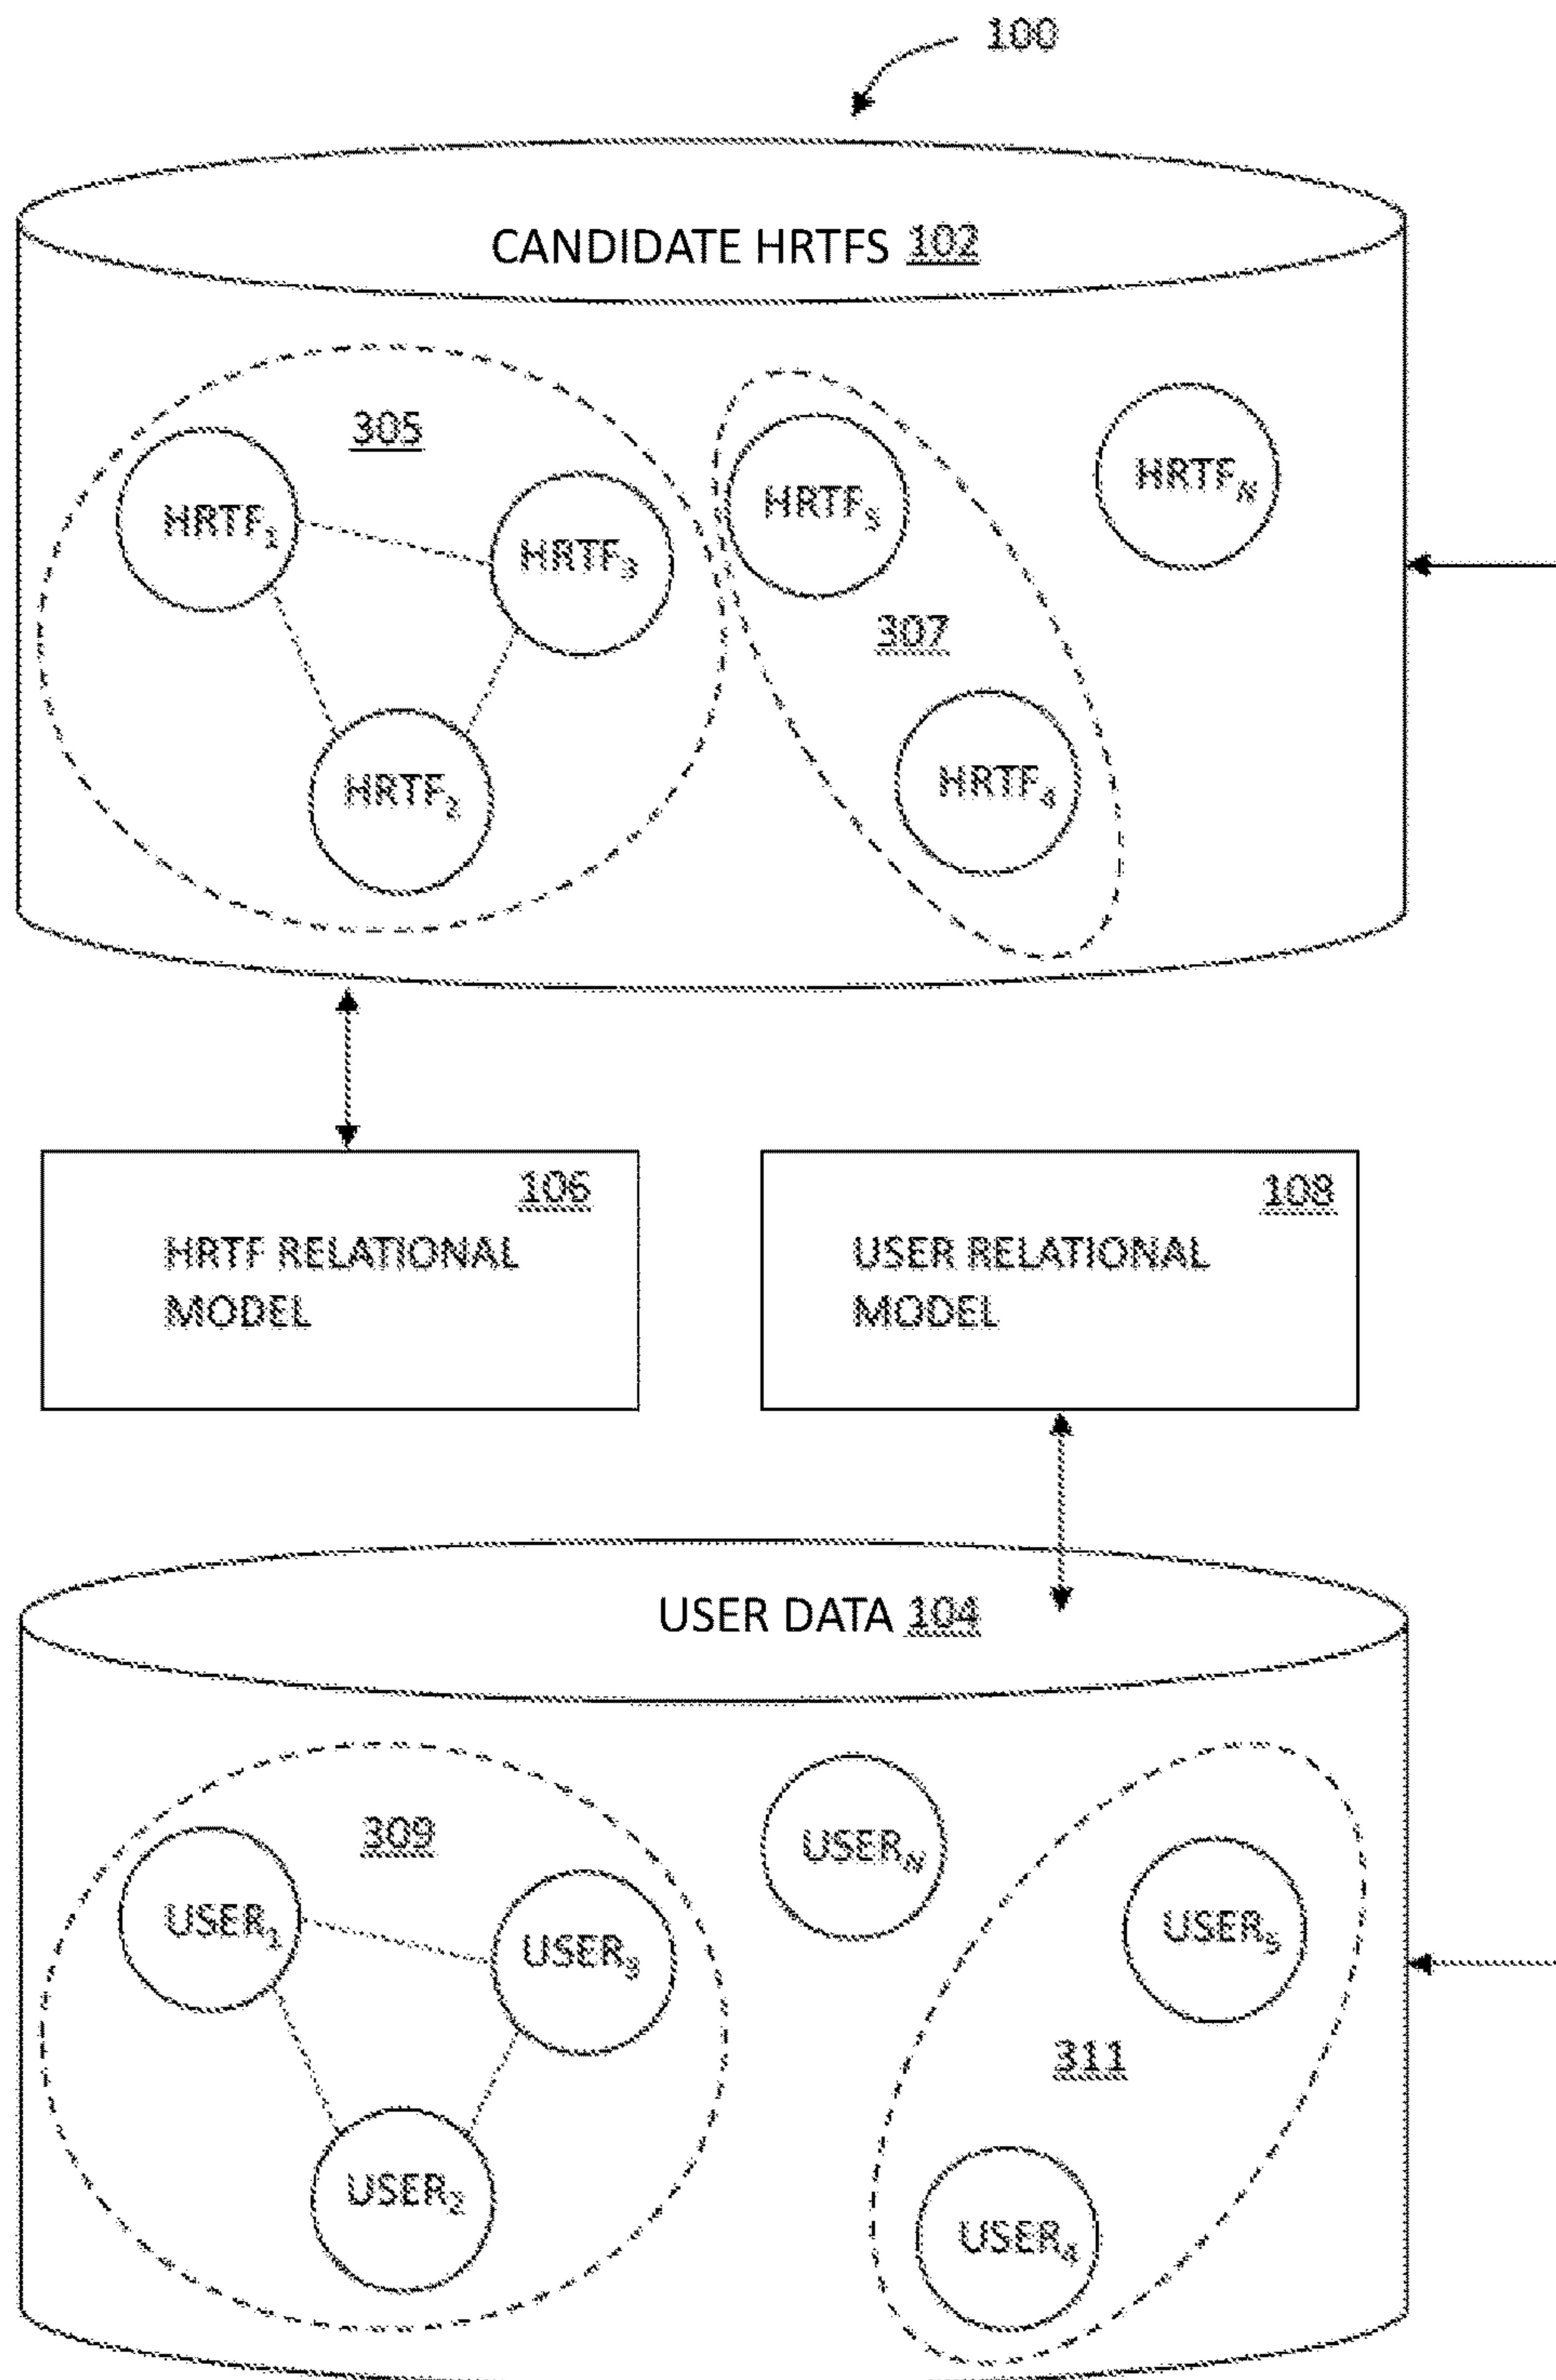 100
CANDIDATE HRTFS 102
305
HRTF1
HRTF3
HRTF5
HRTFN
307
HRTF2
HRTF4
106
HRTF RELATIONAL
MODEL
108
USER RELATIONAL
MODEL
USER DATA 104
309
USER1
USER3
USERN
USER5
311
USER2
USER4